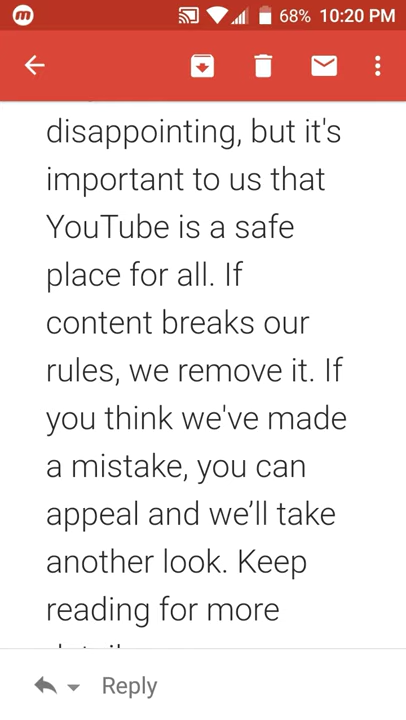 68% 10:20 PM
disappointing, but it's
important to us that
YouTube is a safe
place for all. If
content breaks our
rules, we remove it. If
you think we've made
a mistake, you can
appeal and we’ll take
another look. Keep
reading for more
Reply